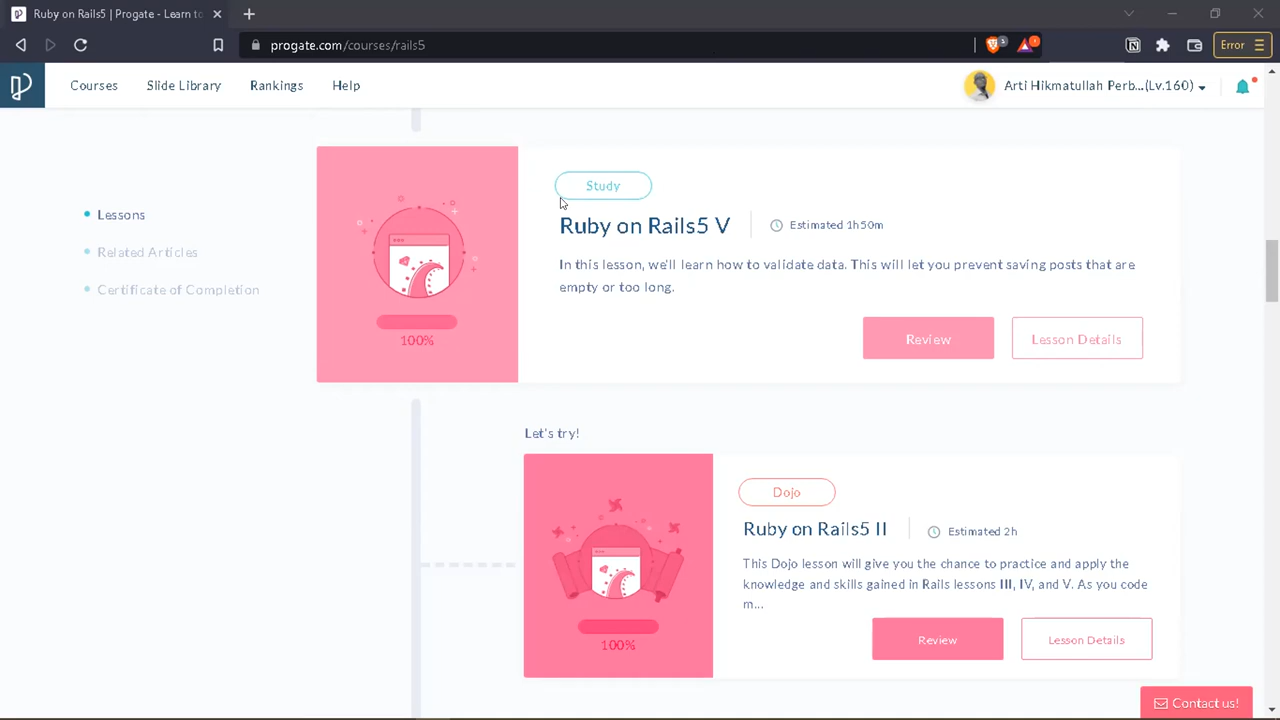 Ruby on Rails5 | Progate - Learn to
progate.com/courses/rails5
Error
Courses
Slide Library
Rankings
Help
Arti Hikmatullah Perb...(Lv.160)
Lessons
Related Articles
Certificate of Completion
Study
Ruby on Rails5 V
Estimated 1h50m
In this lesson, we'll learn how to validate data. This will let you prevent saving posts that are
empty or too long.
100%
Review
Lesson Details
Let's try!
Dojo
Ruby on Rails5 II
Estimated 2h
This Dojo lesson will give you the chance to practice and apply the
knowledge and skills gained in Rails lessons III, IV, and V. As you code
m...
100%
Review
Lesson Details
Contact us!